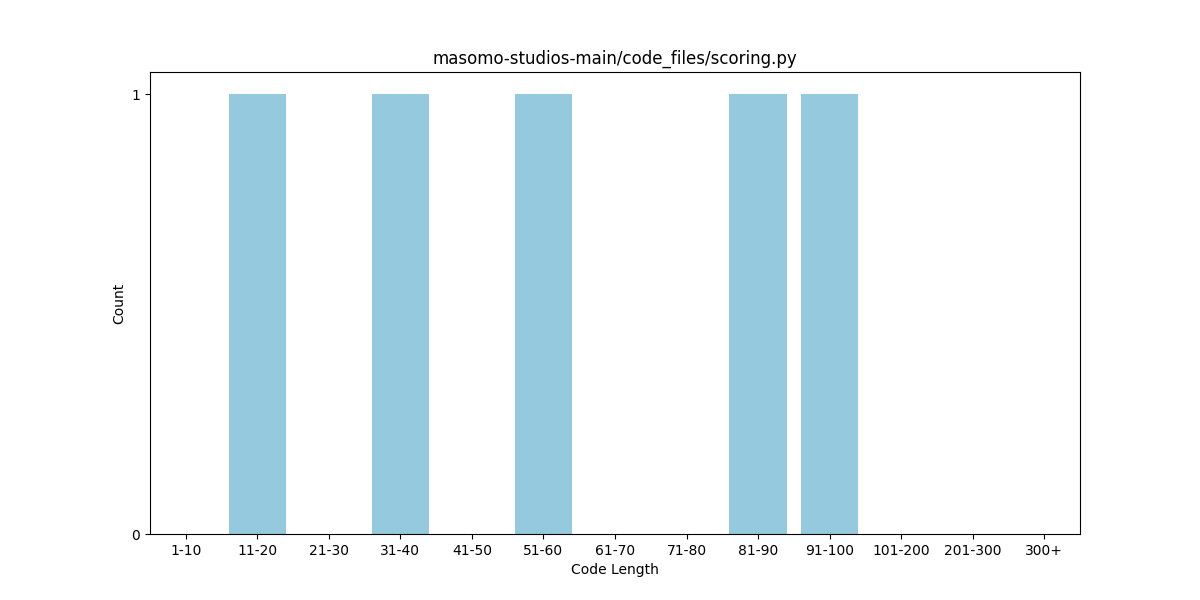 masomo-studios-main/code_files/scoring.py
1
Count
0
1-10 11-20 21-30 31-40 41-50 51-60 61-70 71-80 81-90 91-100 101-200 201-300 300+
Code Length